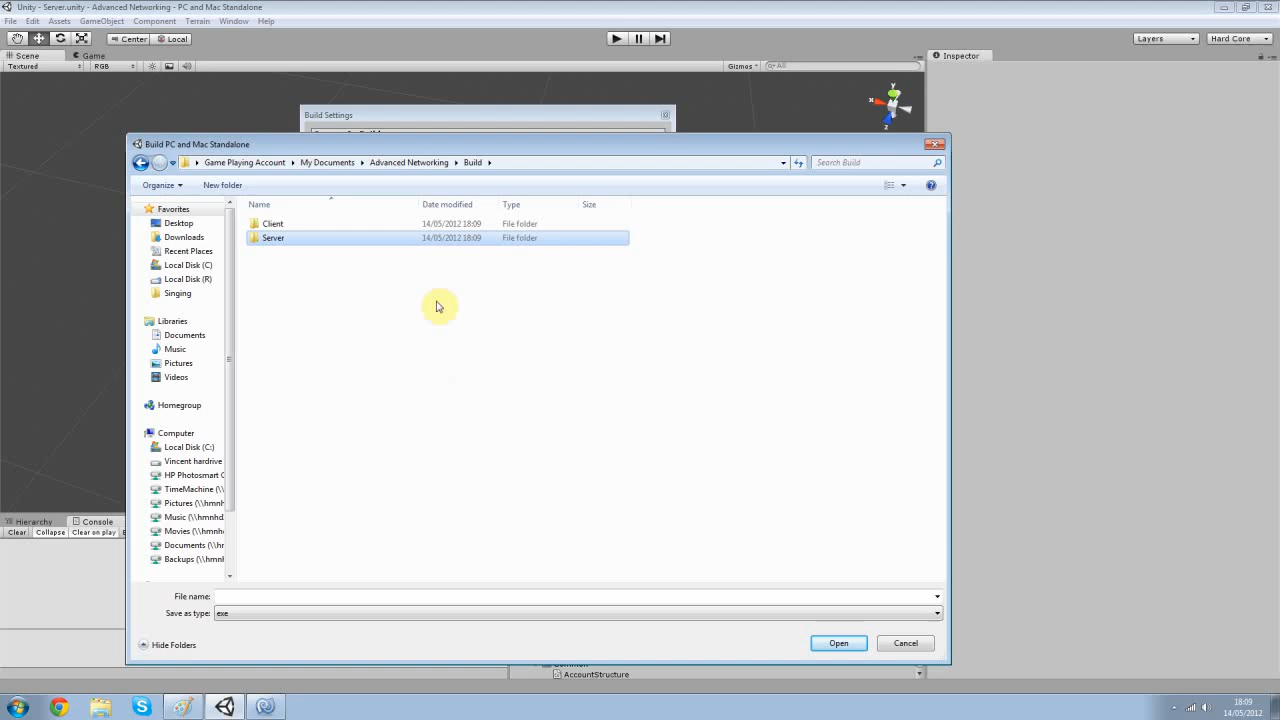 Unity - Server.unity - Advanced Networking - PC and Mac Standalone
File Edit Assets GameObject Component Terrain Window Help
Center Local Layers Hard Core
Scene Game Inspector
Textured RGB Gizmos All
y
x
z
Build Settings
Build PC and Mac Standalone
Game Playing Account My Documents Advanced Networking Build Search Build
Organize New folder
Name Date modified Type Size
Favorites
Client 14/05/2012 18:09 File folder
Server 14/05/2012 18:09 File folder
Desktop
Downloads
Recent Places
Local Disk (C)
Local Disk (R)
Singing
Libraries
Documents
Music
Pictures
Videos
Homegroup
Computer
Local Disk (C:)
Vincent hardrive
HP Photosmart C
TimeMachine (\\
Pictures (\\hmnh
Music (\\hmnhd
Movies (\\hmnh
Documents (\\h
Backups (\\hmn
Hierarchy Console
Clear Collapse Clear on play
File name:
Save as type: exe
Hide Folders Open Cancel
AccountStructure
18:09
14/05/2012